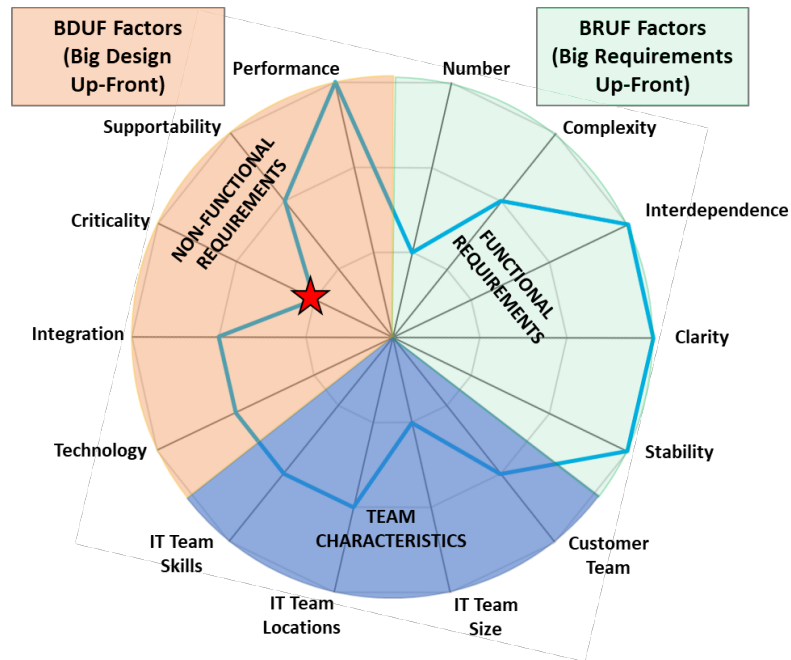 BDUF Factors
(Big Design
Up-Front)
BRUF Factors
(Big Requirements
Up-Front)
Performance
Number
Supportability
Complexity
NON-FUNCTIONAL
REQUIREMENTS
Criticality
Interdependence
FUNCTIONAL
REQUIREMENTS
Integration
Clarity
Technology
Stability
TEAM
CHARACTERISTICS
IT Team
Skills
Customer
Team
IT Team
Locations
IT Team
Size